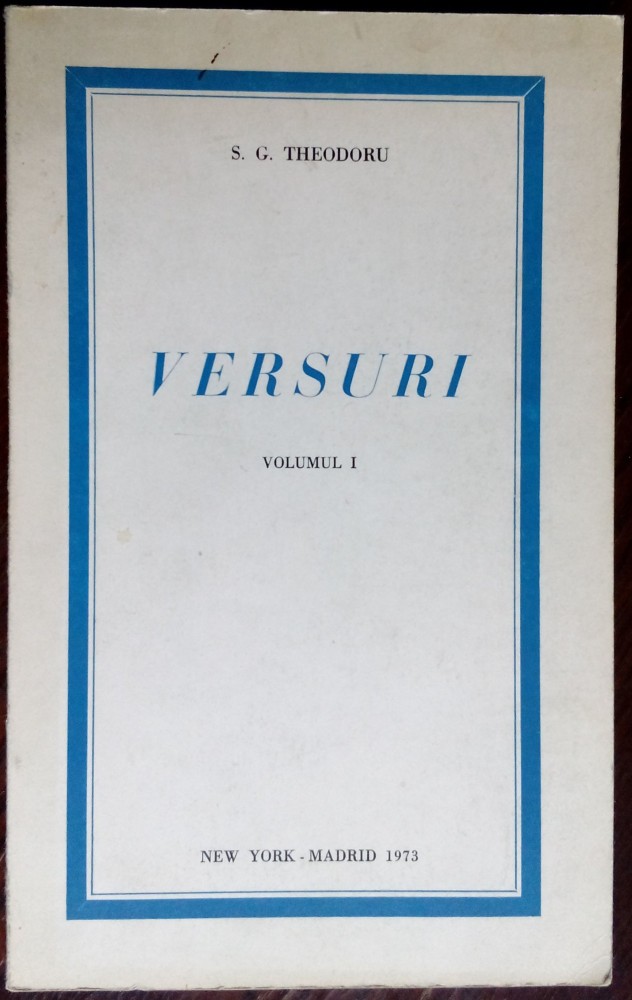 S. G. THEODORU
VERSURI
VOLUMUL I
NEW YORK - MADRID 1973